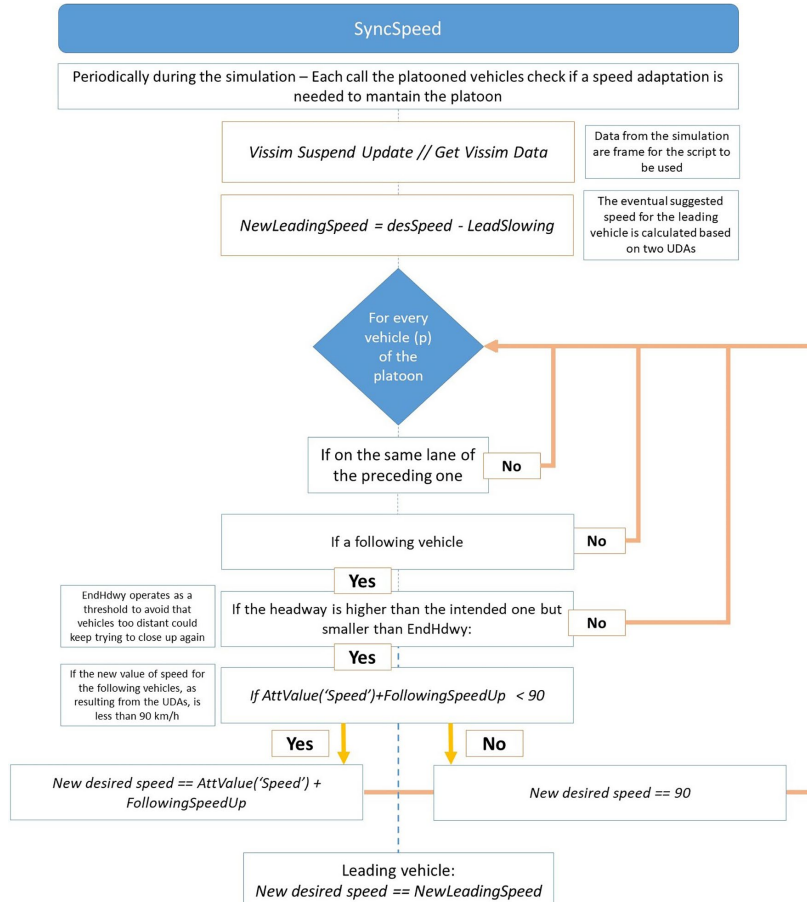 SyncSpeed
Periodically during the simulation – Each call the platooned vehicles check if a speed adaptation is
needed to mantain the platoon
Vissim Suspend Update // Get Vissim Data
Data from the simulation
are frame for the script to
be used
NewLeadingSpeed = desSpeed - LeadSlowing
The eventual suggested
speed for the leading
vehicle is calculated based
on two UDAs
For every
vehicle (p)
of the
platoon
If on the same lane of
the preceding one
No
If a following vehicle
No
Yes
EndHdwy operates as a
threshold to avoid that
vehicles too distant could
keep trying to close up again
If the headway is higher than the intended one but
smaller than EndHdwy:
No
Yes
If the new value of speed for
the following vehicles, as
resulting from the UDAs, is
less than 90 km/h
If AttValue(‘Speed’)+FollowingSpeedUp < 90
Yes
No
New desired speed == AttValue(‘Speed’) +
FollowingSpeedUp
New desired speed == 90
Leading vehicle:
New desired speed == NewLeadingSpeed